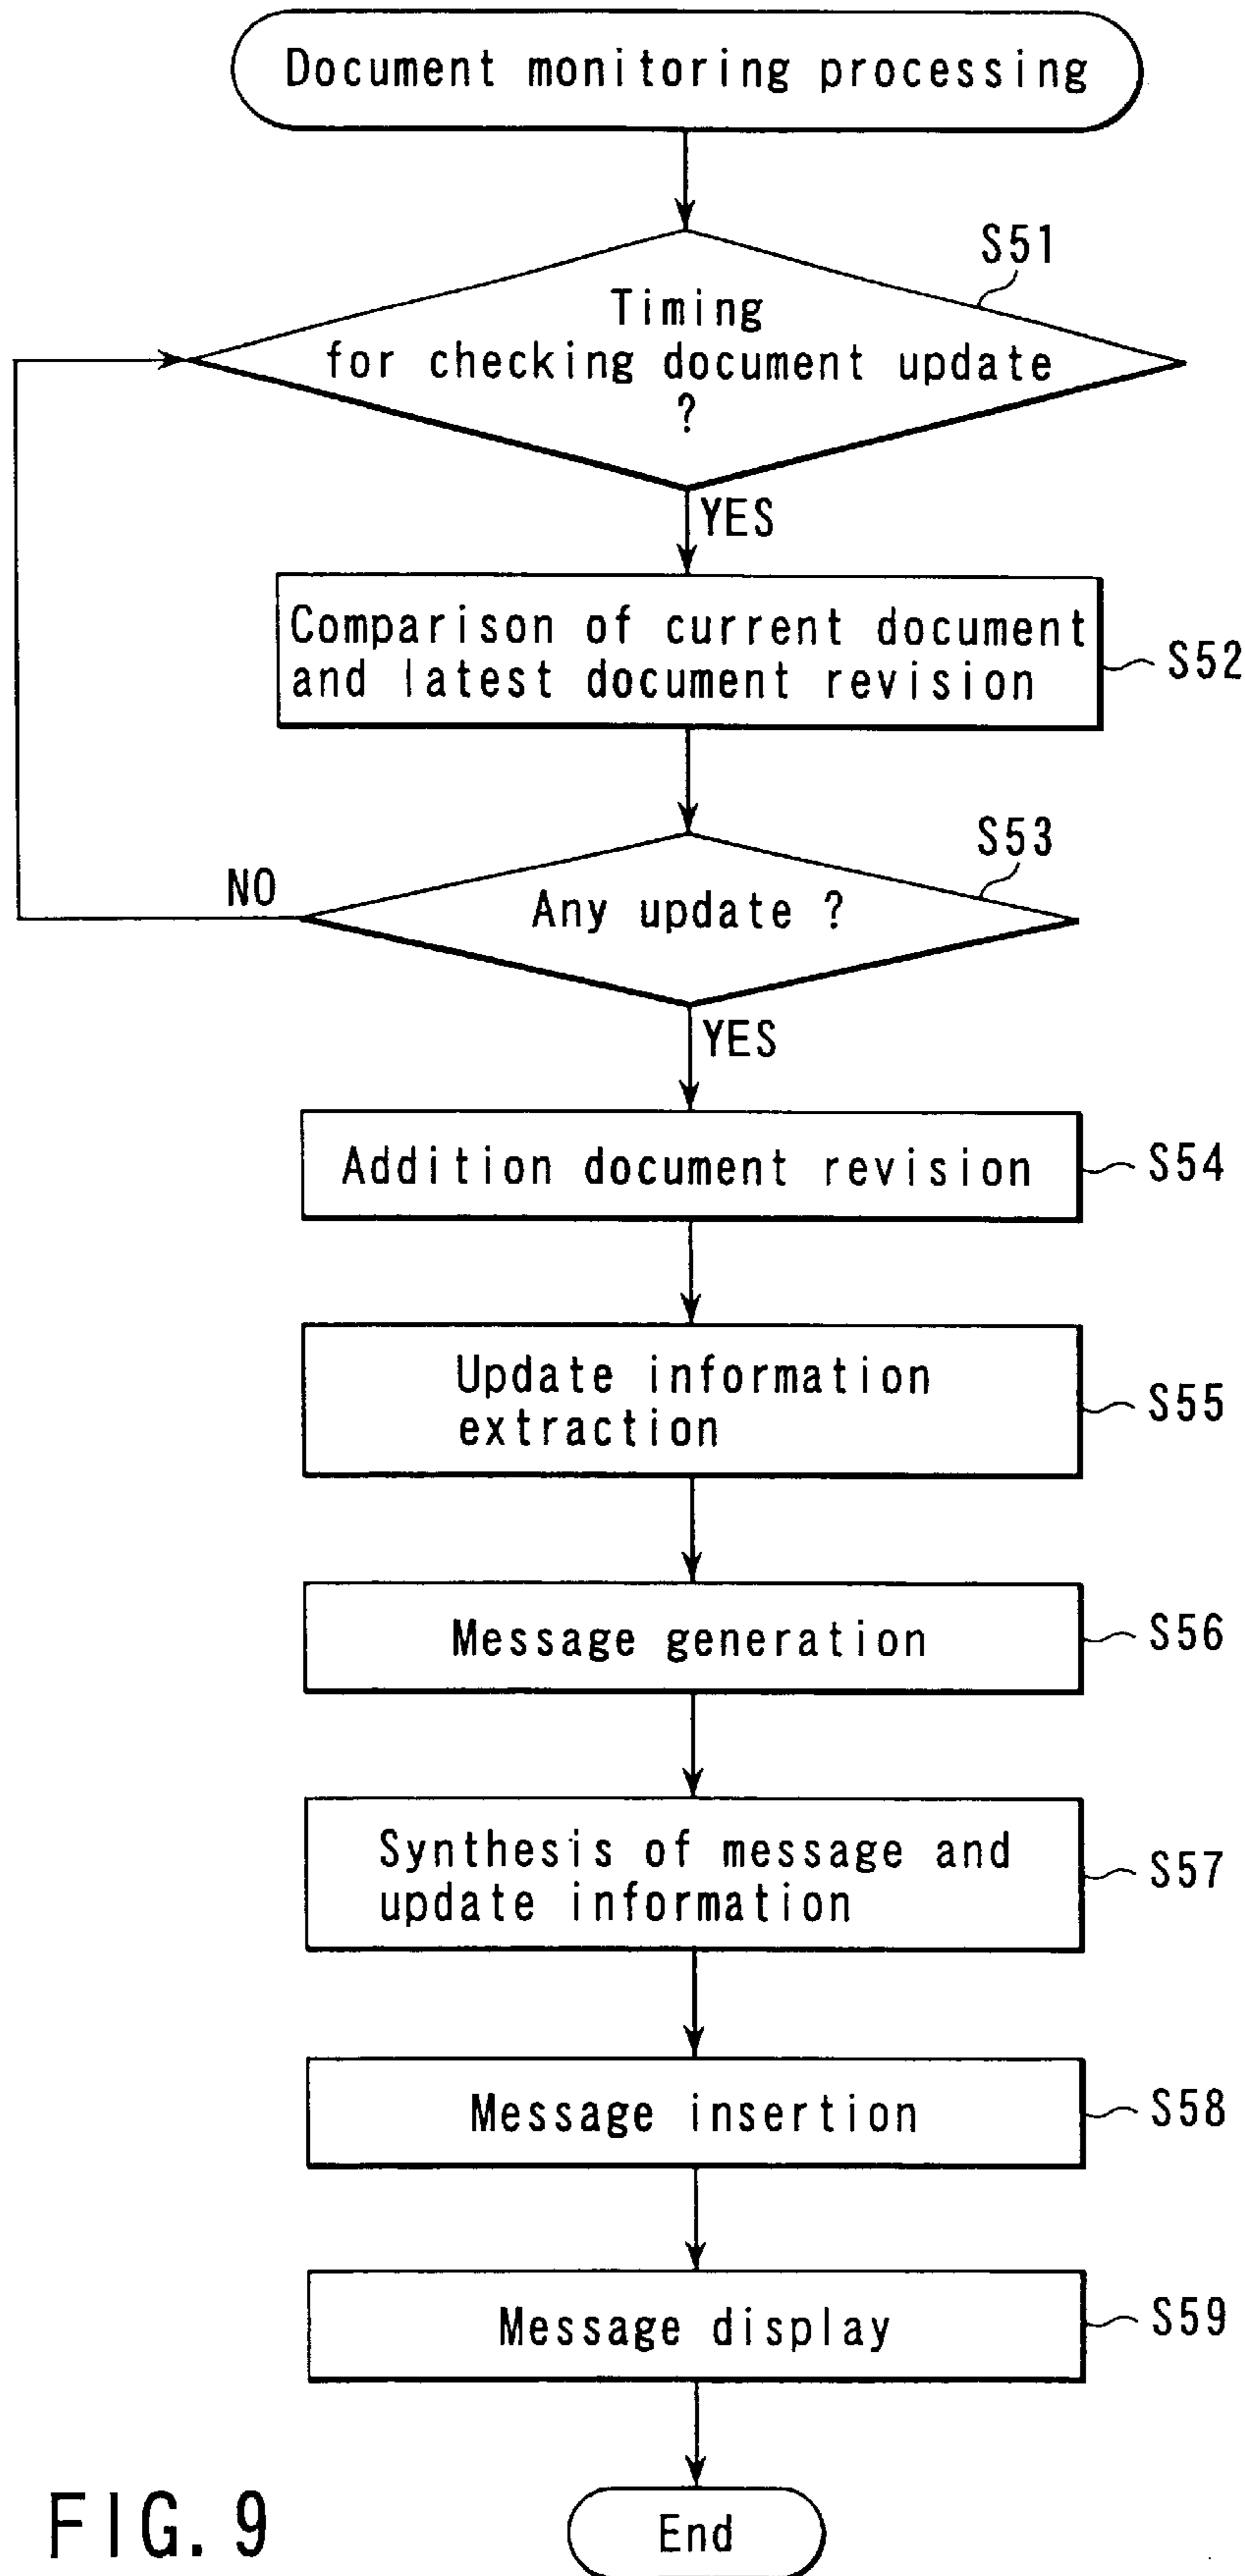 Document monitoring processing
S51
Timing
for checking document update
?
YES
Comparison of current document
and latest document revision
S52
S53
NO
Any update ?
YES
Addition document revision
S54
Update information
extraction
S55
Message generation
S56
Synthesis of message and
update information
S57
Message insertion
S58
Message display
S59
End
FIG. 9